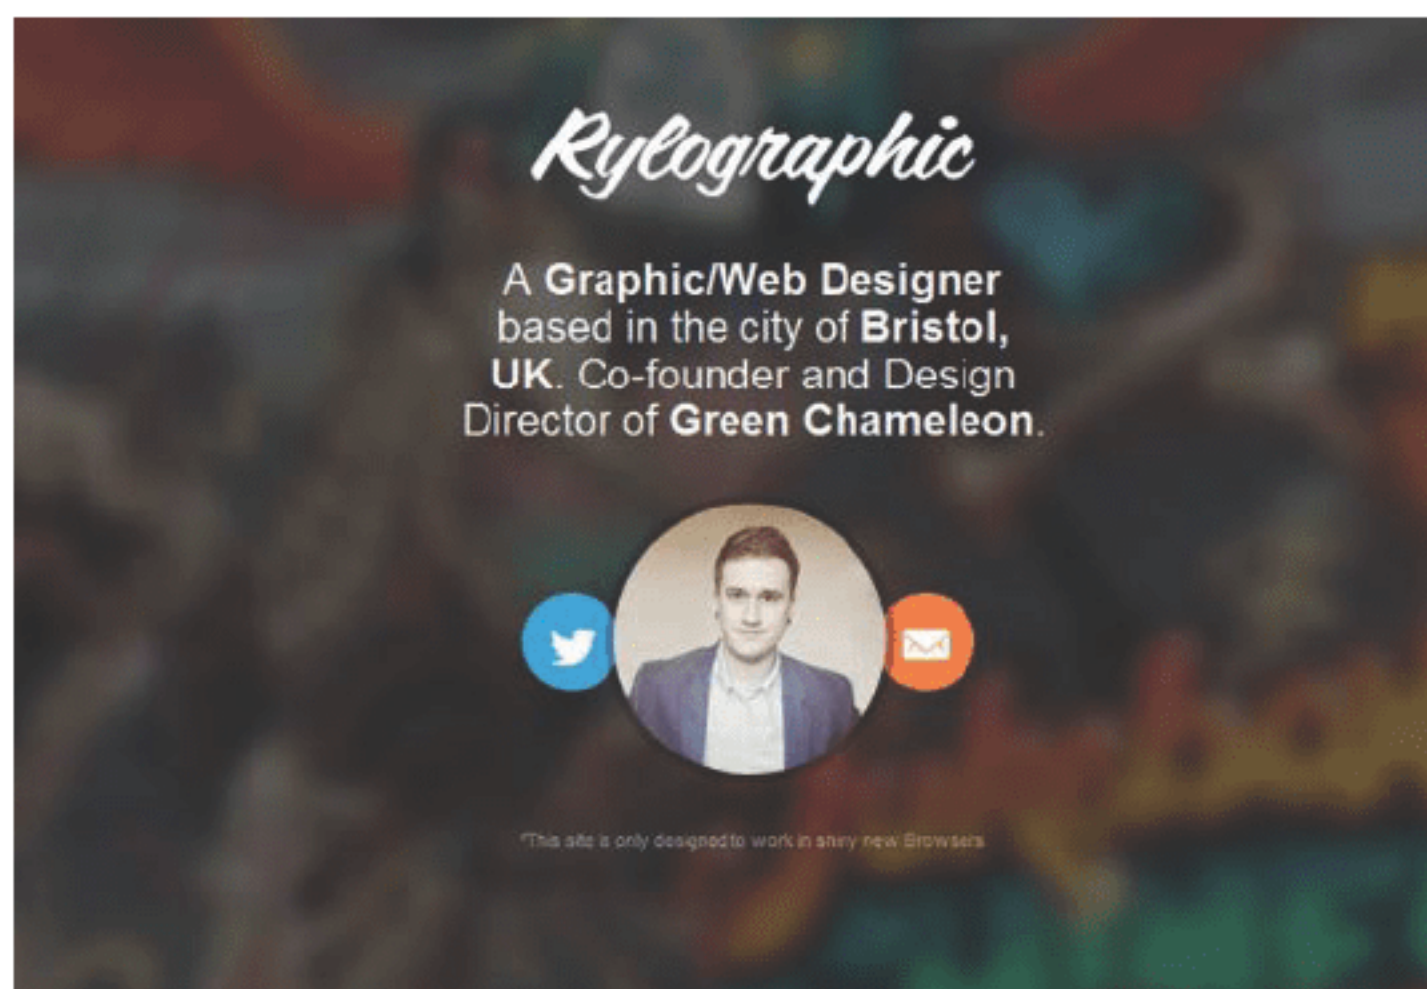 Rylographic
A Graphic/Web Designer
based in the city of Bristol,
UK. Co-founder and Design
Director of Green Chameleon.
*This site is only designed to work in shiny new Browsers